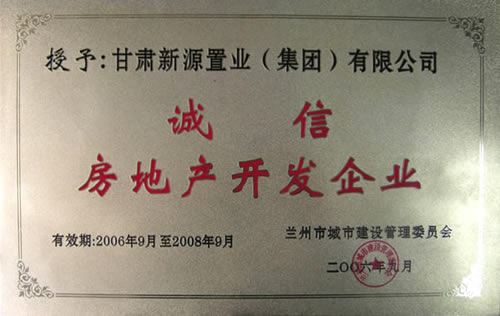 授予:甘肃新源置业(集团)有限公司
诚信
房地产开发企业
有效期:2006年9月至2008年9月
兰州市城市建设管理委员会
二〇〇六年九月